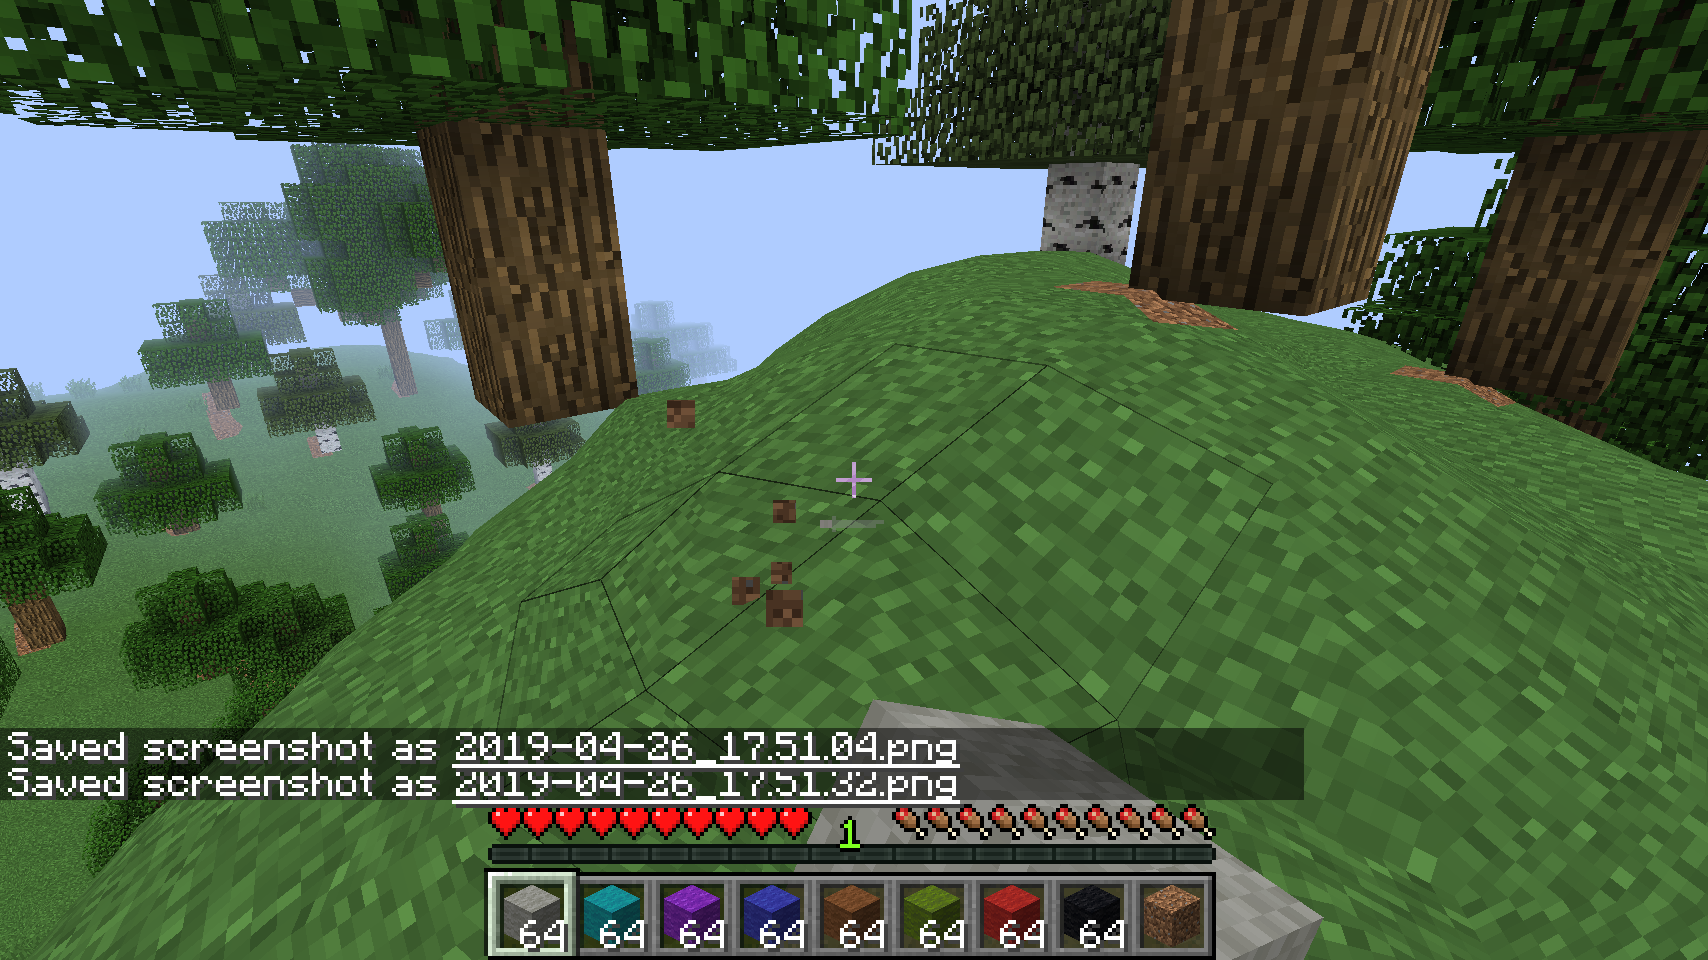 Saved screenshot as 2019-04-26_17.51.04.png
Saved screenshot as 2019-04-26_17.51.32.png
1
64 64 64 64 64 64 64 64